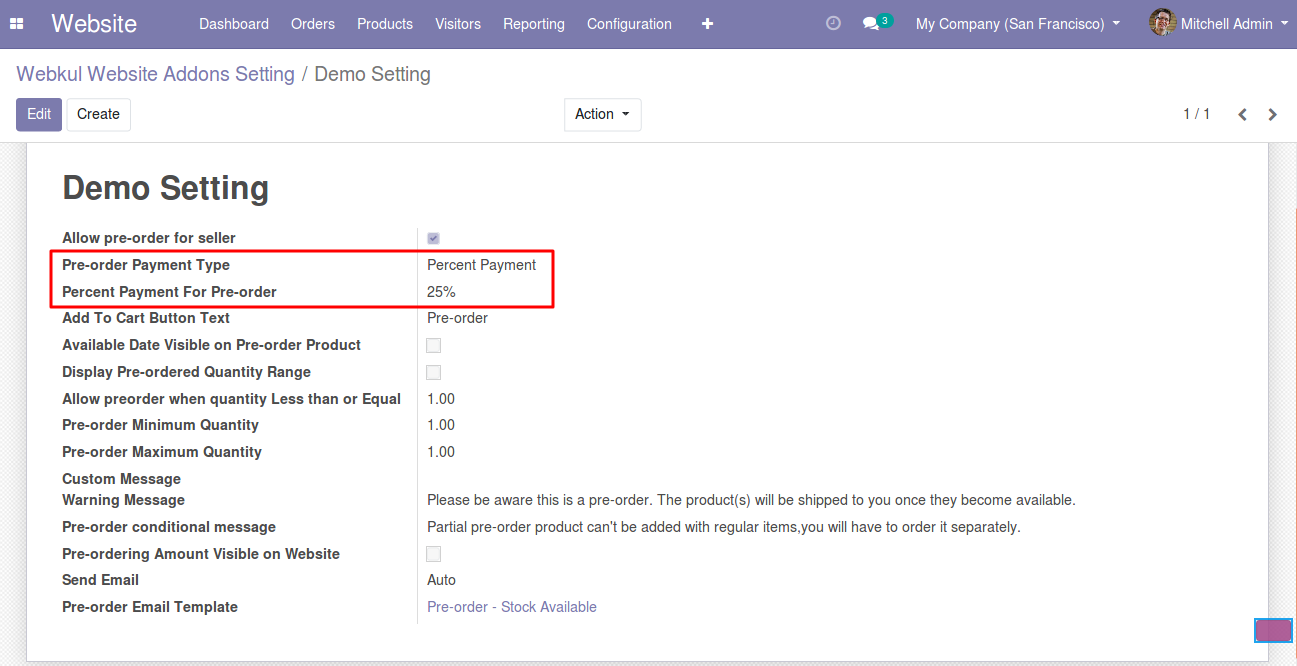 Website Dashboard Orders Products Visitors Reporting Configuration + 3 My Company (San Francisco) Mitchell Admin
Webkul Website Addons Setting / Demo Setting
Edit Create Action 1 / 1
Demo Setting
Allow pre-order for seller
Pre-order Payment Type Percent Payment
Percent Payment For Pre-order 25%
Add To Cart Button Text Pre-order
Available Date Visible on Pre-order Product
Display Pre-ordered Quantity Range
Allow preorder when quantity Less than or Equal 1.00
Pre-order Minimum Quantity 1.00
Pre-order Maximum Quantity 1.00
Custom Message
Warning Message Please be aware this is a pre-order. The product(s) will be shipped to you once they become available.
Pre-order conditional message Partial pre-order product can't be added with regular items,you will have to order it separately.
Pre-ordering Amount Visible on Website
Send Email Auto
Pre-order Email Template Pre-order - Stock Available